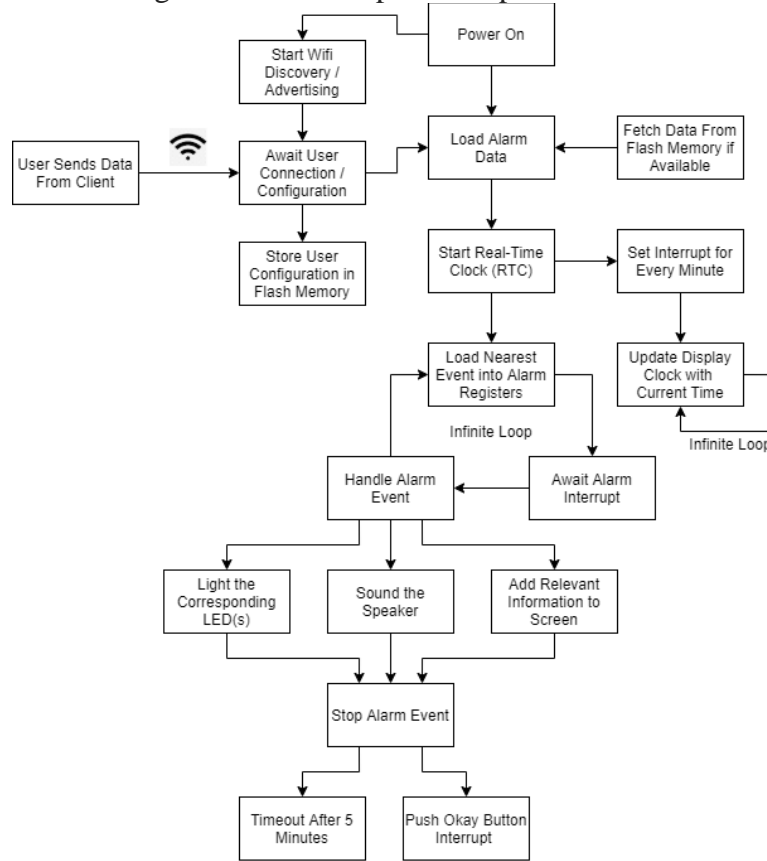 Power On
Start Wifi
Discovery /
Advertising
User Sends Data
From Client
Await User
Connection /
Configuration
Load Alarm
Data
Fetch Data From
Flash Memory if
Available
Store User
Configuration in
Flash Memory
Start Real-Time
Clock (RTC)
Set Interrupt for
Every Minute
Load Nearest
Event into Alarm
Registers
Update Display
Clock with
Current Time
Infinite Loop
Infinite Loop
Handle Alarm
Event
Await Alarm
Interrupt
Light the
Corresponding
LED(s)
Sound the
Speaker
Add Relevant
Information to
Screen
Stop Alarm Event
Timeout After 5
Minutes
Push Okay Button
Interrupt